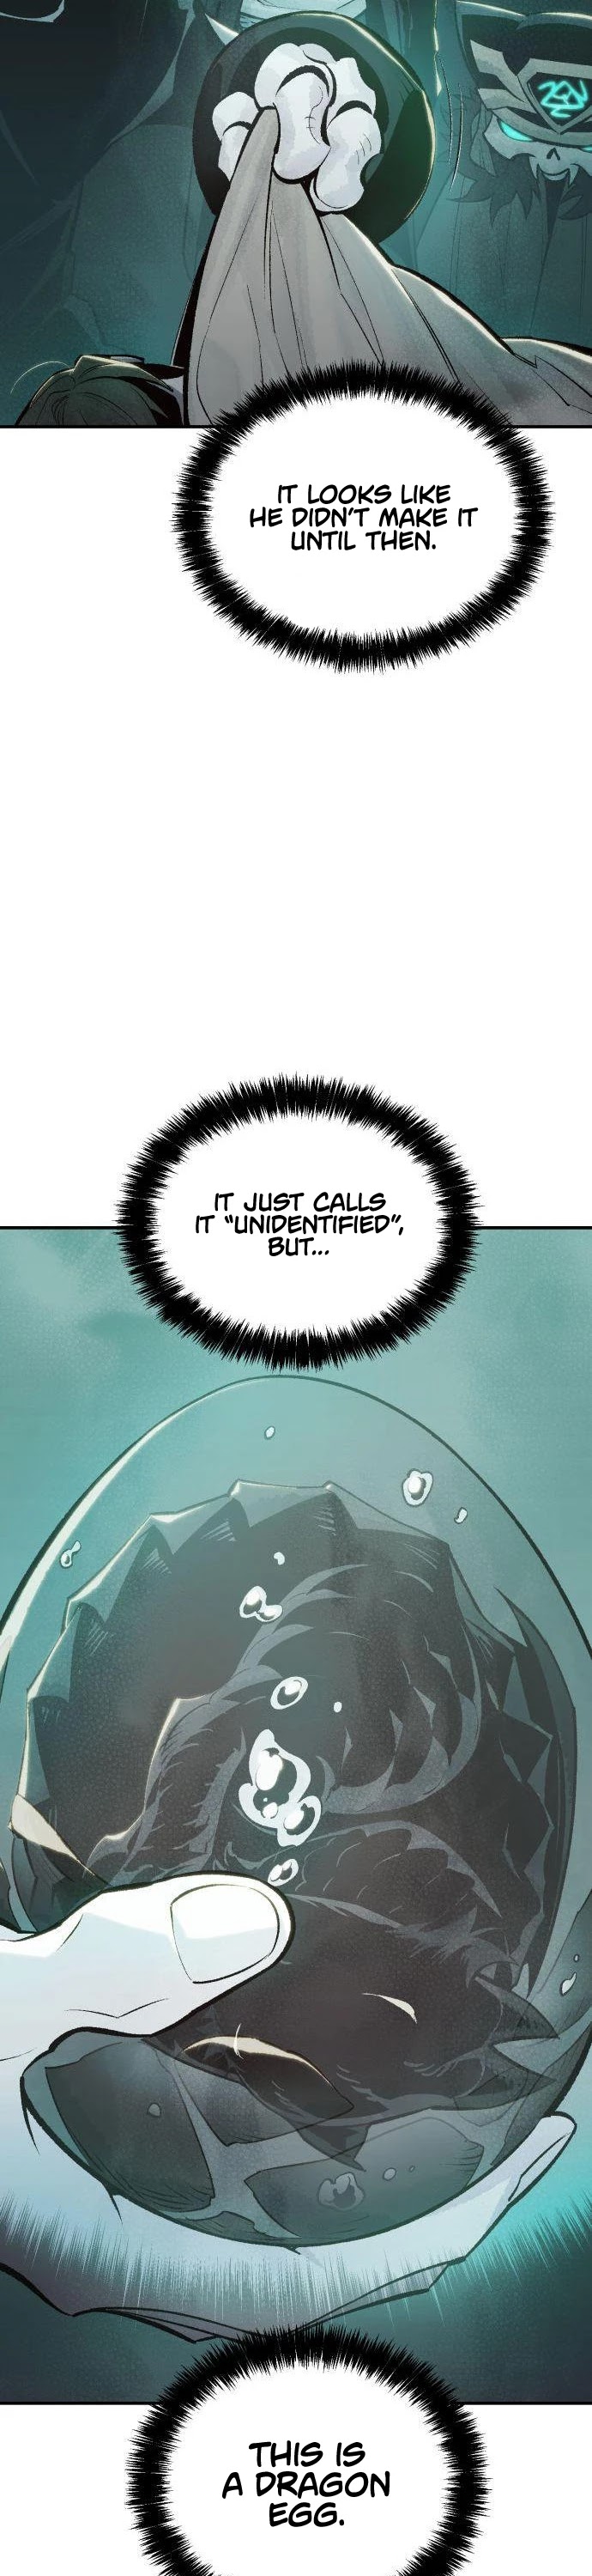 IT LOOKS LIKE
HE DIDN'T MAKE IT
UNTIL THEN.
IT JUST CALLS
IT "UNIDENTIFIED",
BUT...
THIS IS
A DRAGON
EGG.